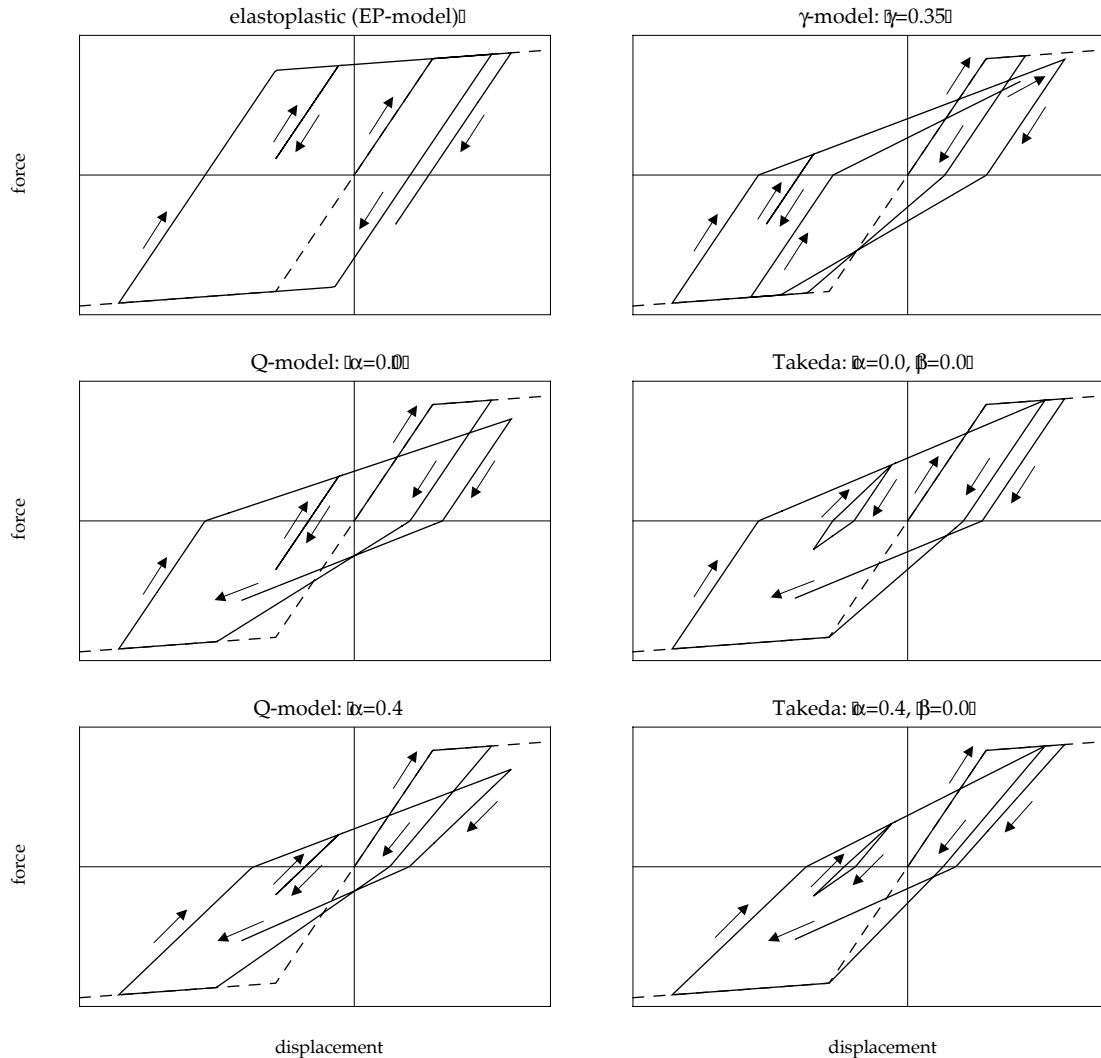 elastoplastic (EP-model)
γ-model: γ=0.35
force
Q-model: α=0.0
Takeda: α=0.0, β=0.0
force
Q-model: α=0.4
Takeda: α=0.4, β=0.0
force
displacement
displacement